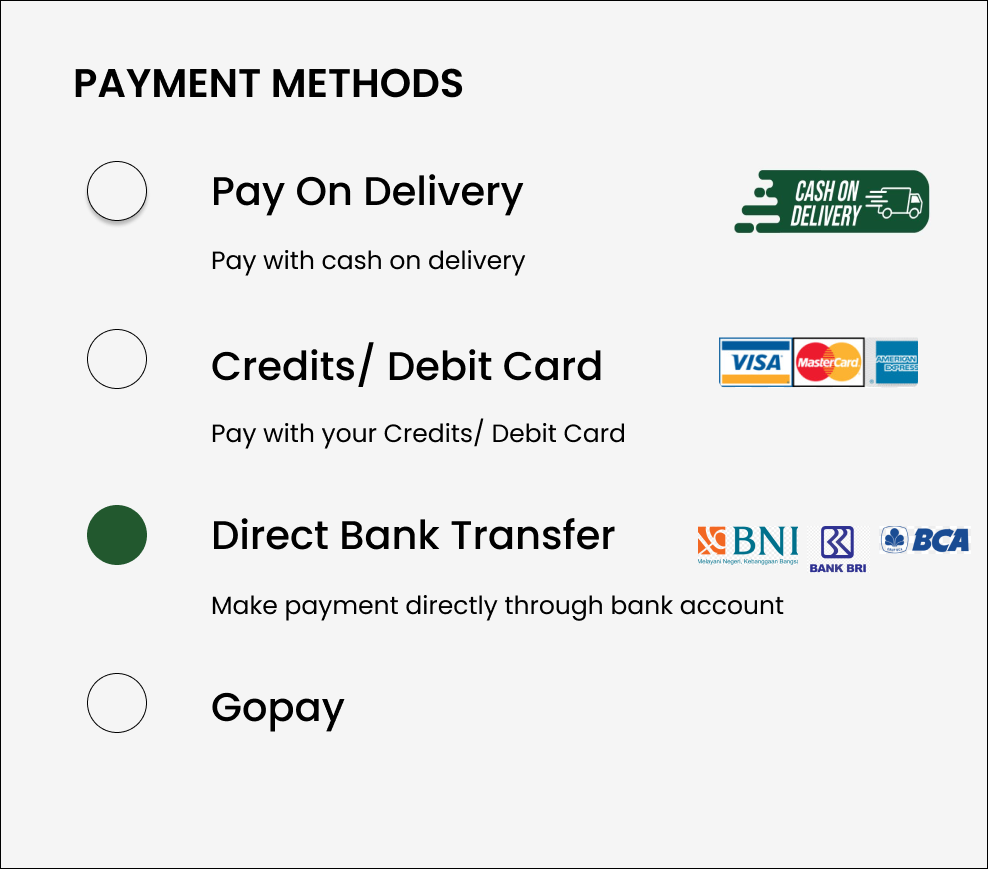 PAYMENT METHODS
Pay On Delivery
CASH ON
DELIVERY
Pay with cash on delivery
Credits/ Debit Card
VISA
MasterCard
AMERICAN
EXPRESS
Pay with your Credits/ Debit Card
Direct Bank Transfer
BNI
Melayani Negeri, Kebanggaan Bangsa
BANK BRI
BCA
Make payment directly through bank account
Gopay